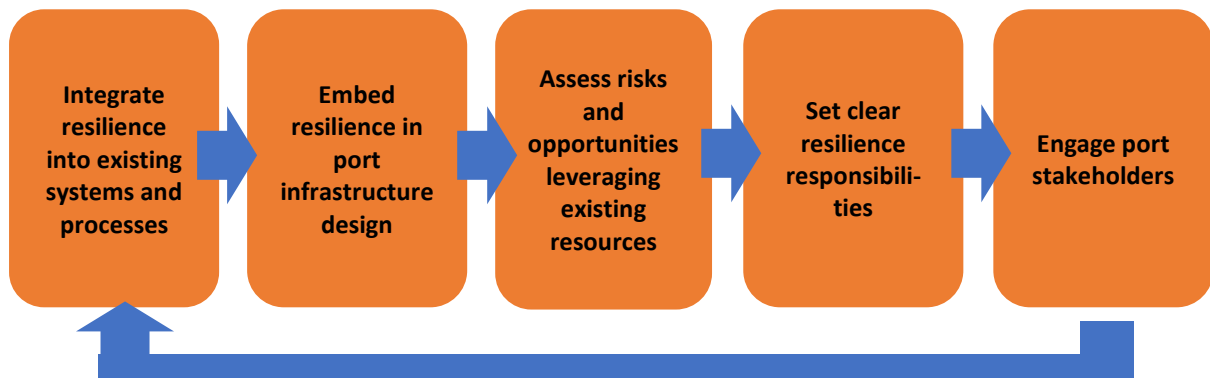 Integrate
resilience
into existing
systems and
processes
Embed
resilience in
port
infrastructure
design
Assess risks
and
opportunities
leveraging
existing
resources
Set clear
resilience
responsibili-
ties
Engage port
stakeholders